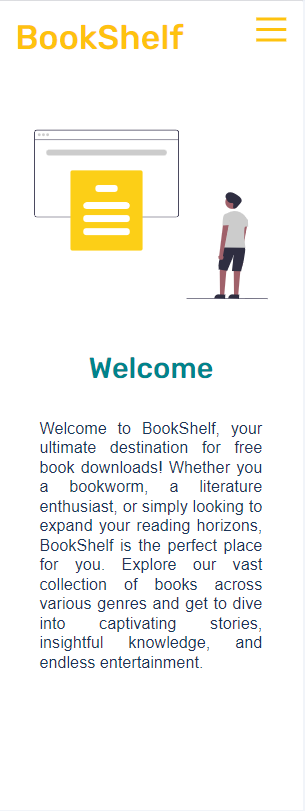 BookShelf
Welcome
Welcome to BookShelf, your
ultimate destination for free
book downloads! Whether you
a bookworm, a literature
enthusiast, or simply looking to
expand your reading horizons,
BookShelf is the perfect place
for you. Explore our vast
collection of books across
various genres and get to dive
into captivating stories,
insightful knowledge, and
endless entertainment.